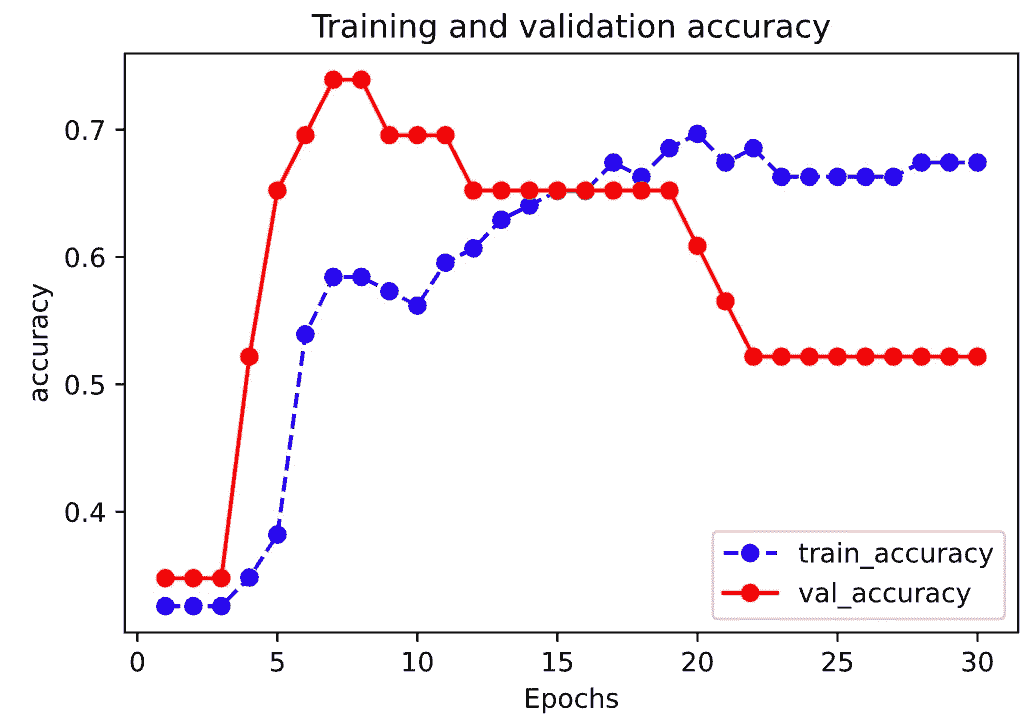 Training and validation accuracy
0.7
0.6
0.5
0.4
accuracy
train_accuracy
val_accuracy
0 5 10 15 20 25 30
Epochs